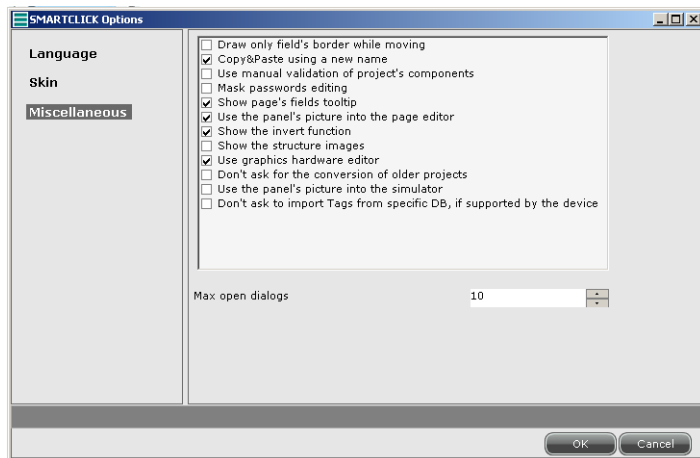 SMARTCLICK Options
Language
Skin
Miscellaneous
Draw only field's border while moving
Copy&Paste using a new name
Use manual validation of project's components
Mask passwords editing
Show page's fields tooltip
Use the panel's picture into the page editor
Show the invert function
Show the structure images
Use graphics hardware editor
Don't ask for the conversion of older projects
Use the panel's picture into the simulator
Don't ask to import Tags from specific DB, if supported by the device
Max open dialogs 10
OK Cancel